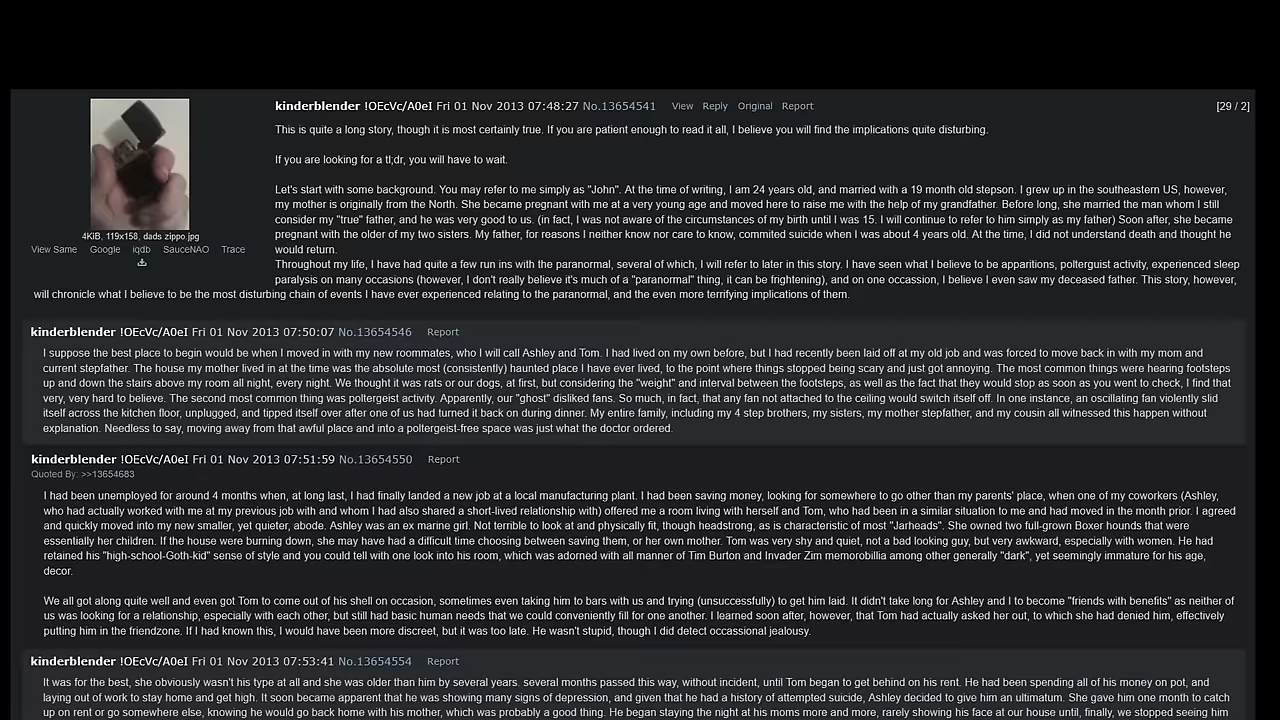 kinderblender !OEcVc/A0eI Fri 01 Nov 2013 07:48:27 No.13654541 View Reply Original Report [29 / 2]
This is quite a long story, though it is most certainly true. If you are patient enough to read it all, I believe you will find the implications quite disturbing.
If you are looking for a tl;dr, you will have to wait.
Let's start with some background. You may refer to me simply as "John". At the time of writing, I am 24 years old, and married with a 19 month old stepson. I grew up in the southeastern US, however,
my mother is originally from the North. She became pregnant with me at a very young age and moved here to raise me with the help of my grandfather. Before long, she married the man whom I still
consider my "true" father, and he was very good to us. (in fact, I was not aware of the circumstances of my birth until I was 15. I will continue to refer to him simply as my father) Soon after, she became
pregnant with the older of my two sisters. My father, for reasons I neither know nor care to know, commited suicide when I was about 4 years old. At the time, I did not understand death and thought he
would return.
4KiB, 119x158, dads zippo.jpg
View Same Google iqdb SauceNAO Trace
Throughout my life, I have had quite a few run ins with the paranormal, several of which, I will refer to later in this story. I have seen what I believe to be apparitions, polterguist activity, experienced sleep
paralysis on many occasions (however, I don't really believe it's much of a "paranormal" thing, it can be frightening), and on one occassion, I believe I even saw my deceased father. This story, however,
will chronicle what I believe to be the most disturbing chain of events I have ever experienced relating to the paranormal, and the even more terrifying implications of them.
kinderblender !OEcVc/A0eI Fri 01 Nov 2013 07:50:07 No.13654546 Report
I suppose the best place to begin would be when I moved in with my new roommates, who I will call Ashley and Tom. I had lived on my own before, but I had recently been laid off at my old job and was forced to move back in with my mom and
current stepfather. The house my mother lived in at the time was the absolute most (consistently) haunted place I have ever lived, to the point where things stopped being scary and just got annoying. The most common things were hearing footsteps
up and down the stairs above my room all night, every night. We thought it was rats or our dogs, at first, but considering the "weight" and interval between the footsteps, as well as the fact that they would stop as soon as you went to check, I find that
very, very hard to believe. The second most common thing was poltergeist activity. Apparently, our "ghost" disliked fans. So much, in fact, that any fan not attached to the ceiling would switch itself off. In one instance, an oscillating fan violently slid
itself across the kitchen floor, unplugged, and tipped itself over after one of us had turned it back on during dinner. My entire family, including my 4 step brothers, my sisters, my mother stepfather, and my cousin all witnessed this happen without
explanation. Needless to say, moving away from that awful place and into a poltergeist-free space was just what the doctor ordered.
kinderblender !OEcVc/A0eI Fri 01 Nov 2013 07:51:59 No.13654550 Report
Quoted By: >>13654683
I had been unemployed for around 4 months when, at long last, I had finally landed a new job at a local manufacturing plant. I had been saving money, looking for somewhere to go other than my parents' place, when one of my coworkers (Ashley,
who had actually worked with me at my previous job with and whom I had also shared a short-lived relationship with) offered me a room living with herself and Tom, who had been in a similar situation to me and had moved in the month prior. I agreed
and quickly moved into my new smaller, yet quieter, abode. Ashley was an ex marine girl. Not terrible to look at and physically fit, though headstrong, as is characteristic of most "Jarheads". She owned two full-grown Boxer hounds that were
essentially her children. If the house were burning down, she may have had a difficult time choosing between saving them, or her own mother. Tom was very shy and quiet, not a bad looking guy, but very awkward, especially with women. He had
retained his "high-school-Goth-kid" sense of style and you could tell with one look into his room, which was adorned with all manner of Tim Burton and Invader Zim memorobillia among other generally "dark", yet seemingly immature for his age,
decor.
We all got along quite well and even got Tom to come out of his shell on occasion, sometimes even taking him to bars with us and trying (unsuccessfully) to get him laid. It didn't take long for Ashley and I to become "friends with benefits" as neither of
us was looking for a relationship, especially with each other, but still had basic human needs that we could conveniently fill for one another. I learned soon after, however, that Tom had actually asked her out, to which she had denied him, effectively
putting him in the friendzone. If I had known this, I would have been more discreet, but it was too late. He wasn't stupid, though I did detect occassional jealousy.
kinderblender !OEcVc/A0eI Fri 01 Nov 2013 07:53:41 No.13654554 Report
It was for the best, she obviously wasn't his type at all and she was older than him by several years. several months passed this way, without incident, until Tom began to get behind on his rent. He had been spending all of his money on pot, and
laying out of work to stay home and get high. It soon became apparent that he was showing many signs of depression, and given that he had a history of attempted suicide, Ashley decided to give him an ultimatum. She gave him one month to catch
up on rent or go somewhere else, knowing he would go back home with his mother, which was probably a good thing. He began staying the night at his moms more and more, rarely showing his face at our house until, finally, we stopped seeing him